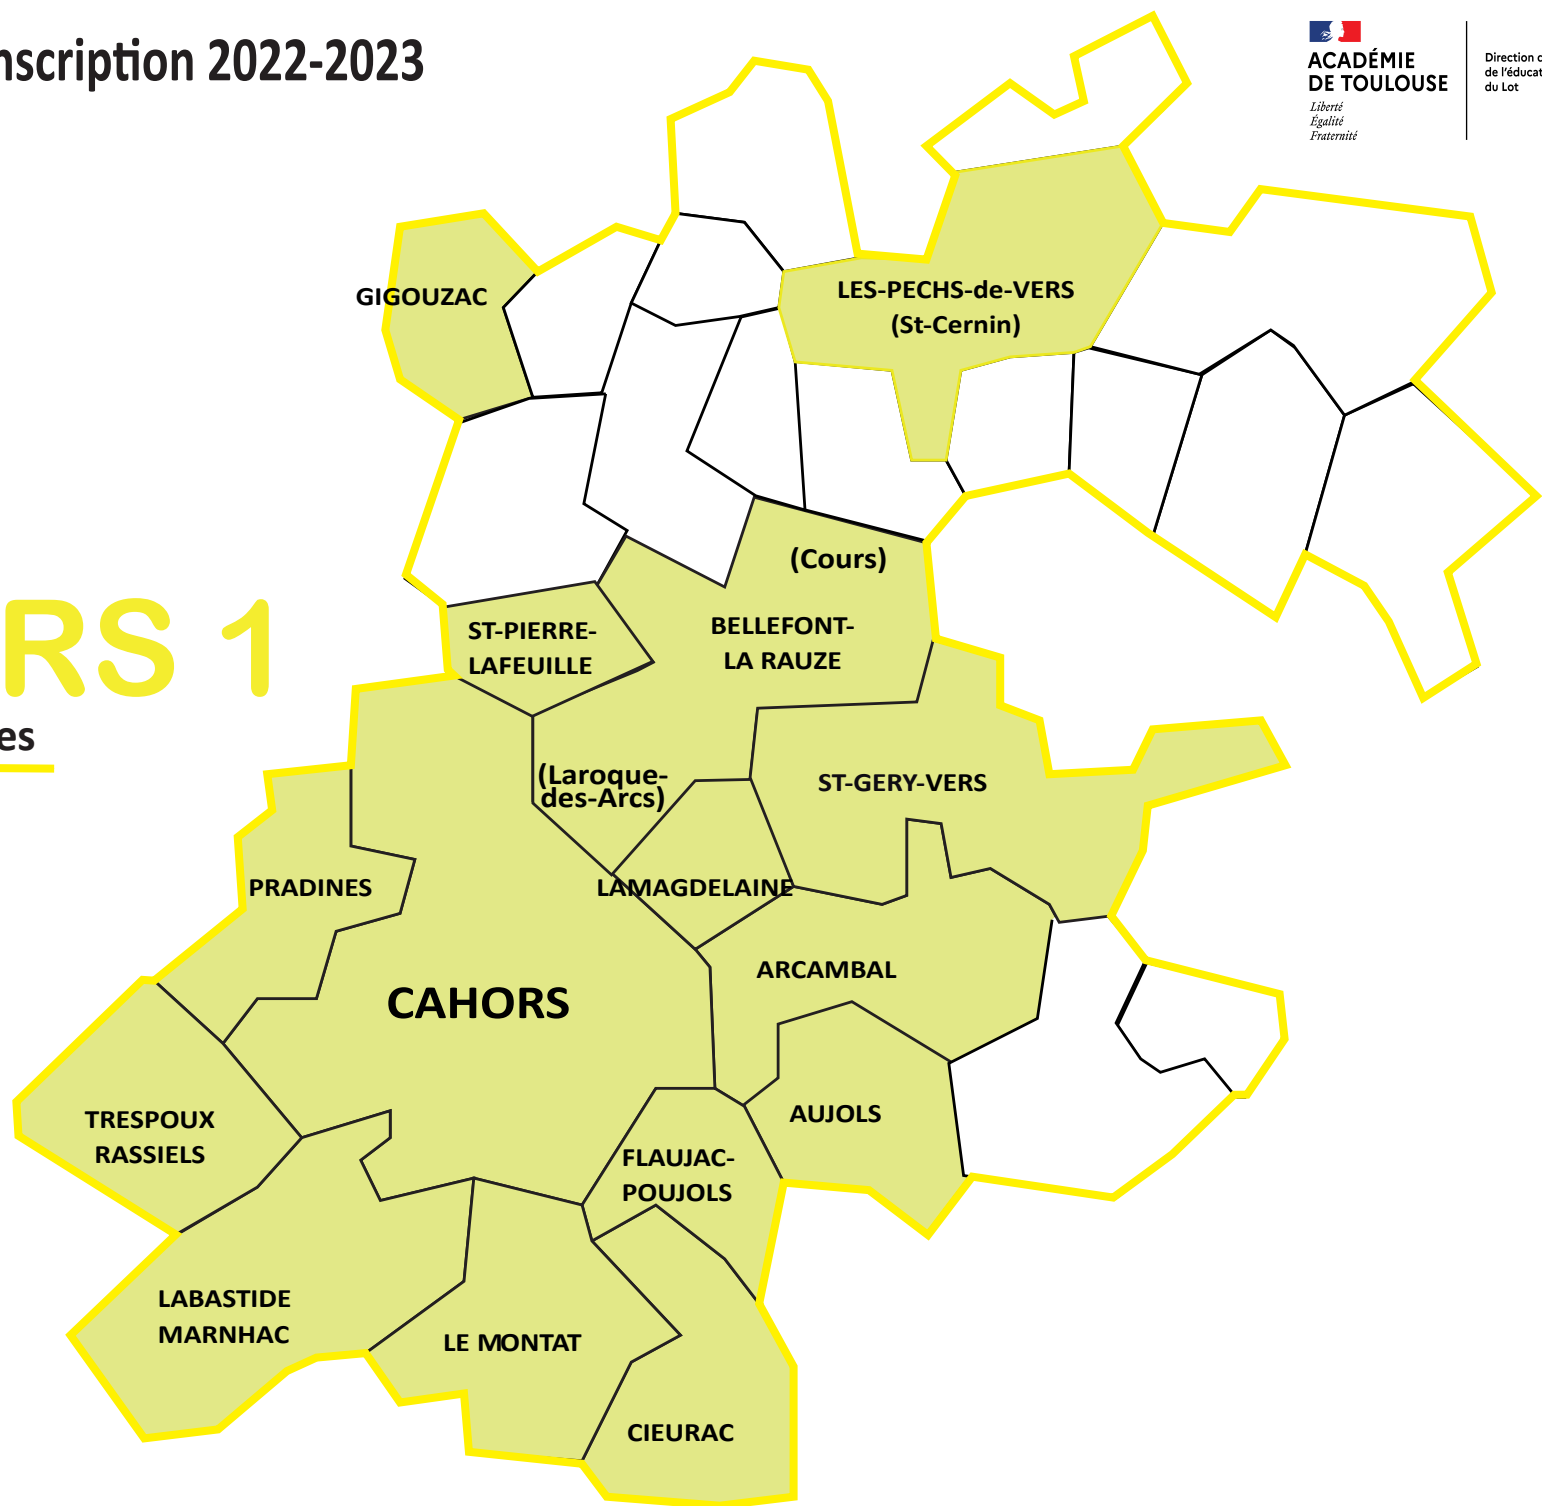 nscription 2022-2023
ACADÉMIE
DE TOULOUSE
Liberté
Égalité
Fraternité
Direction d
de l'éducat
du Lot
GIGOUZAC
LES-PECHS-de-VERS
(St-Cernin)
(Cours)
RS 1
es
ST-PIERRE-
LAFEUILLE
BELLEFONT-
LA RAUZE
(Laroque-
des-Arcs)
ST-GERY-VERS
PRADINES
LAMAGDELAINE
ARCAMBAL
CAHORS
TRESPOUX
RASSIELS
AUJOLS
FLAUJAC-
POUJOLS
LABASTIDE
MARNHAC
LE MONTAT
CIEURAC